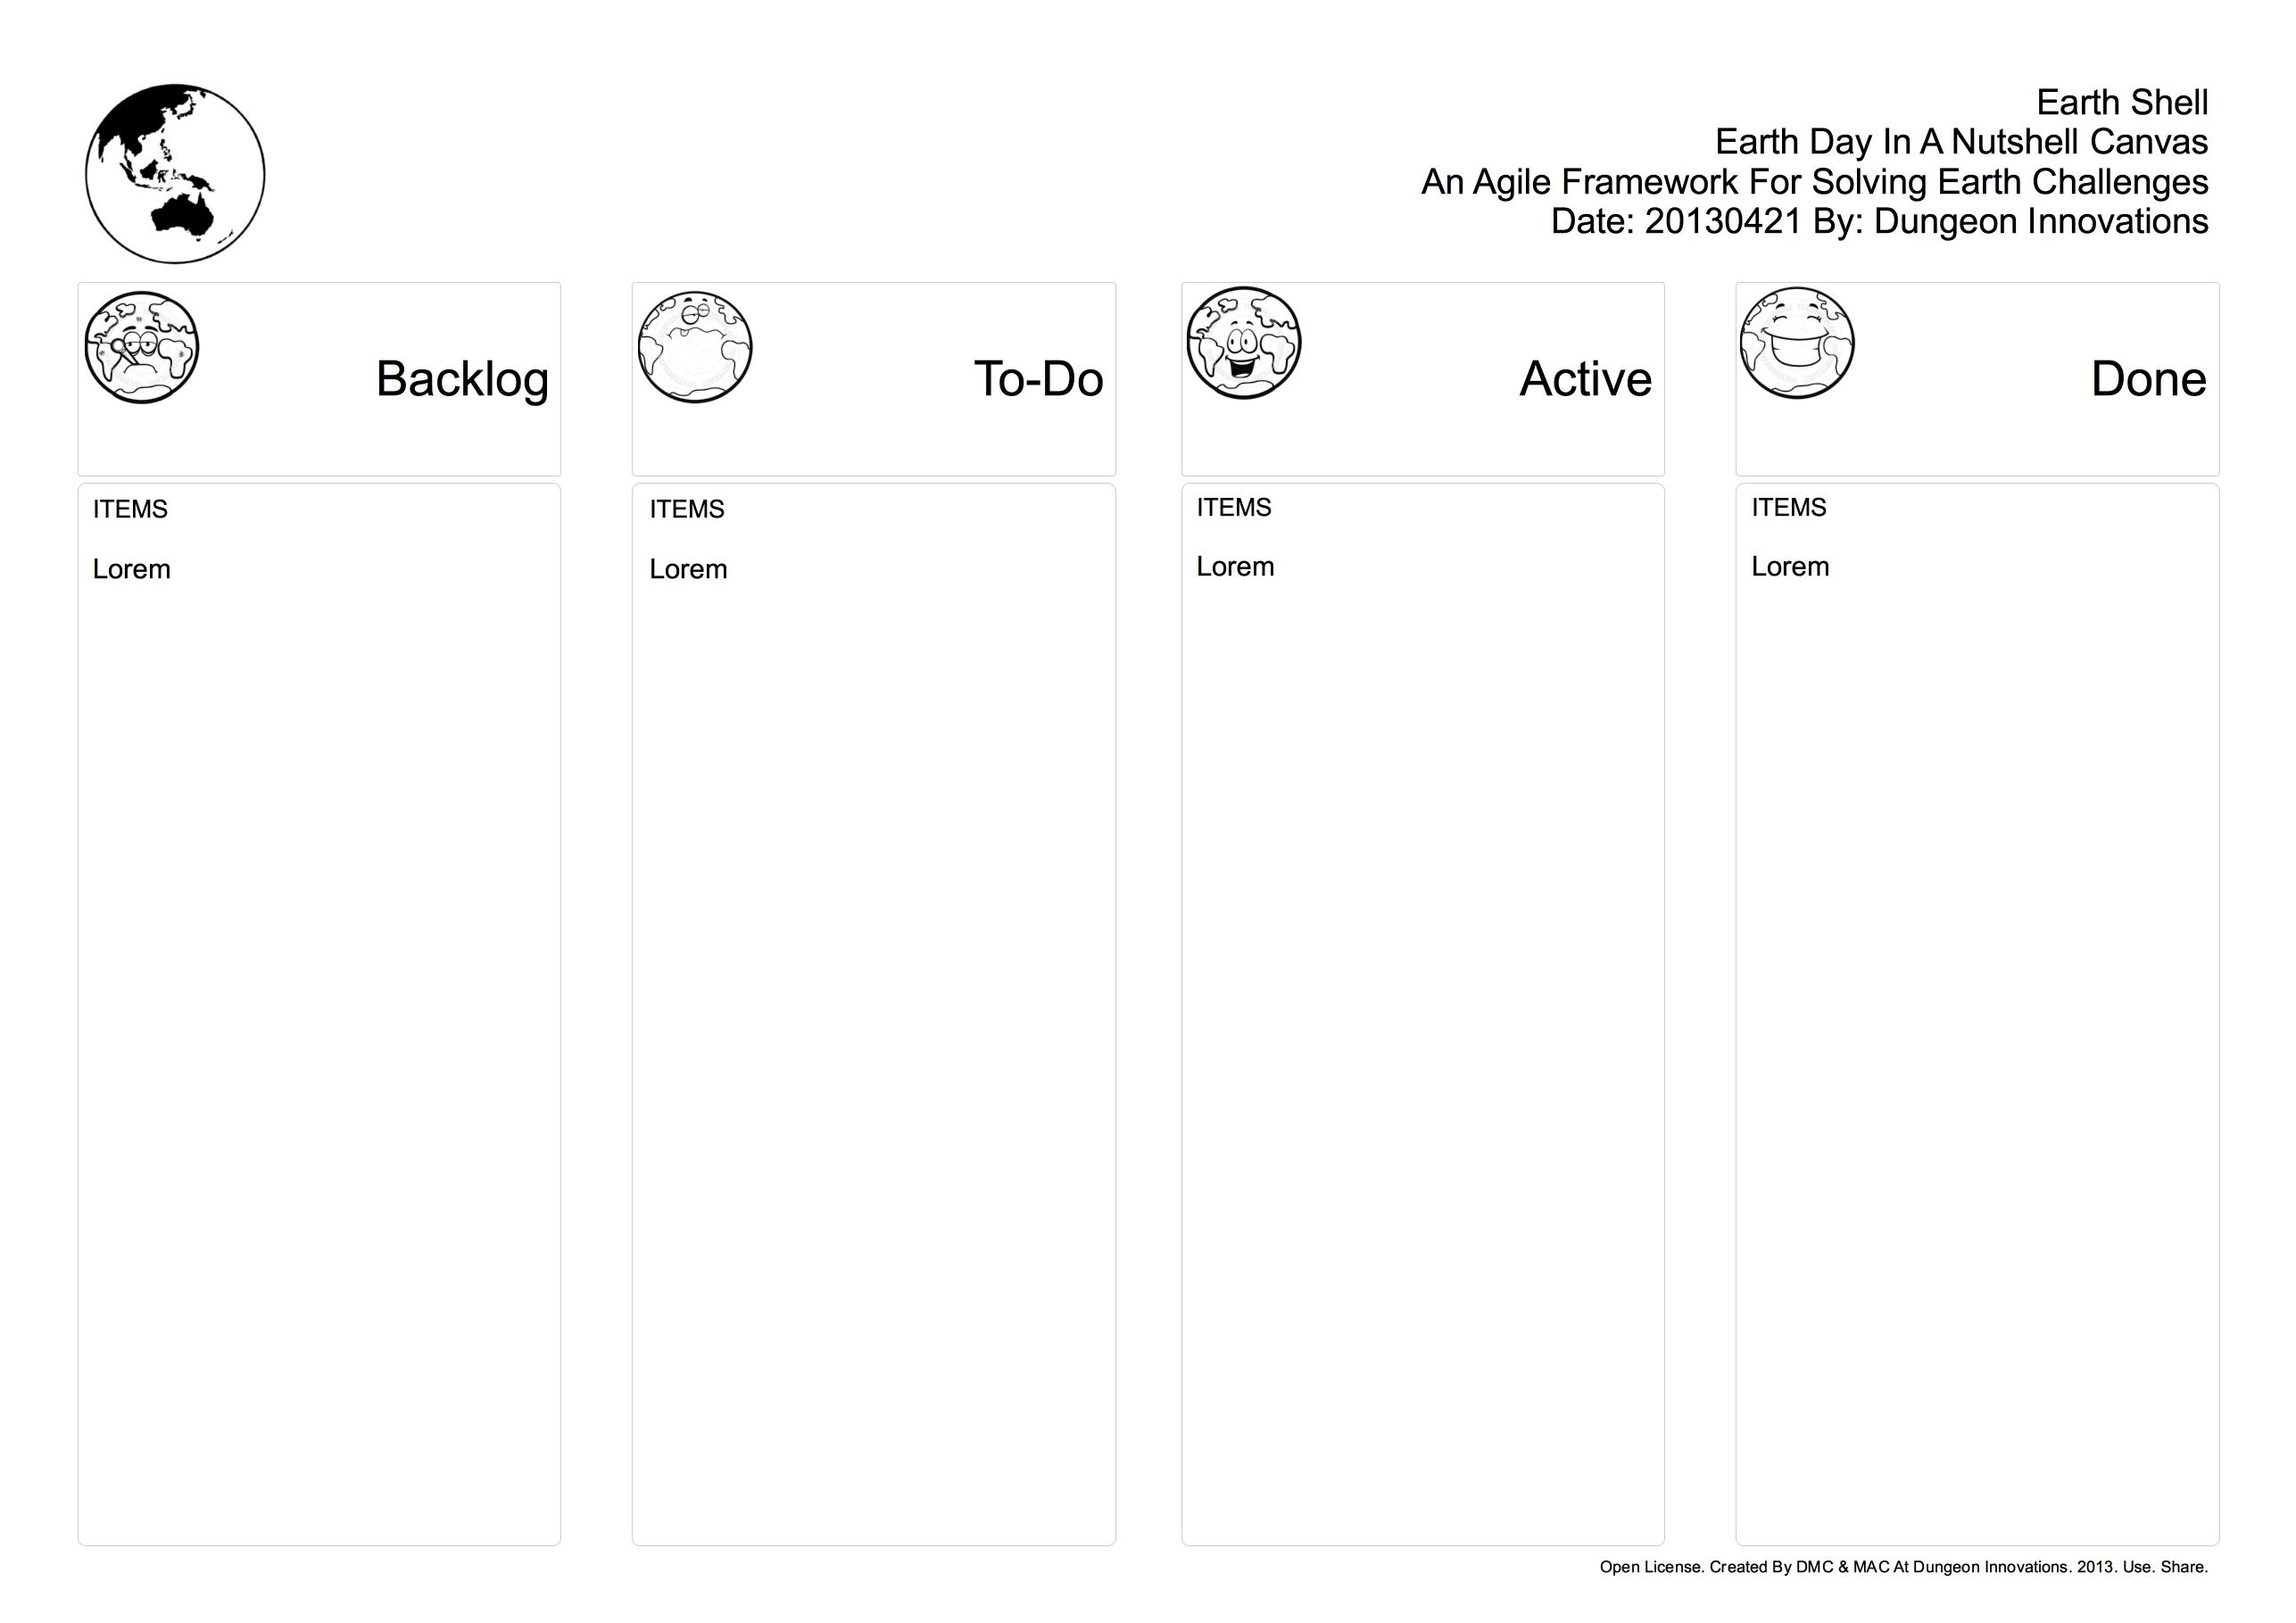 Earth Shell
Earth Day In A Nutshell Canvas
An Agile Framework For Solving Earth Challenges
Date: 20130421 By: Dungeon Innovations
Backlog
To-Do
Active
Done
ITEMS
Lorem
ITEMS
Lorem
ITEMS
Lorem
ITEMS
Lorem
Open License. Created By DMC & MAC At Dungeon Innovations. 2013. Use. Share.